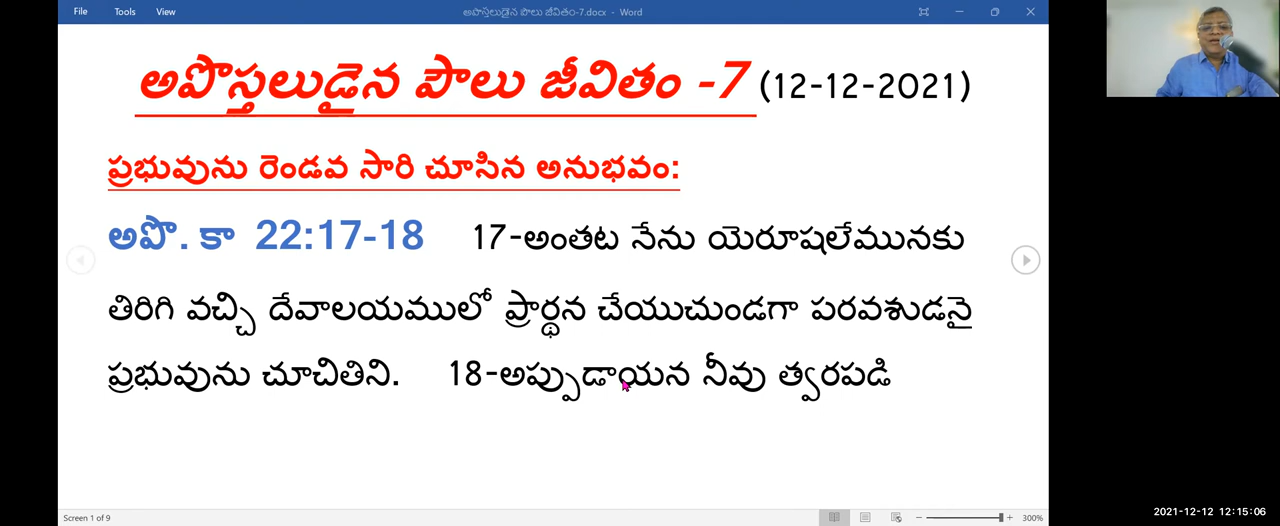 File Tools View అపొస్తలుడైన పౌలు జీవితం-7.docx - Word
అపొస్తలుడైన పౌలు జీవితం -7 (12-12-2021)
ప్రభువును రెండవ సారి చూసిన అనుభవం:
అపొ. కా 22:17-18 17-అంతట నేను యెరూషలేమునకు
తిరిగి వచ్చి దేవాలయములో ప్రార్థన చేయుచుండగా పరవశుడనై
ప్రభువును చూచితిని. 18-అప్పుడాయన నీవు త్వరపడి
Screen 1 of 9 300%
2021-12-12 12:15:06